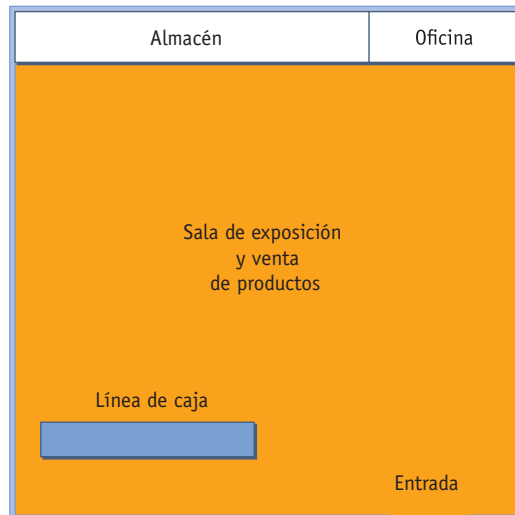 Almacén
Oficina
Sala de exposición
y venta
de productos
Línea de caja
Entrada